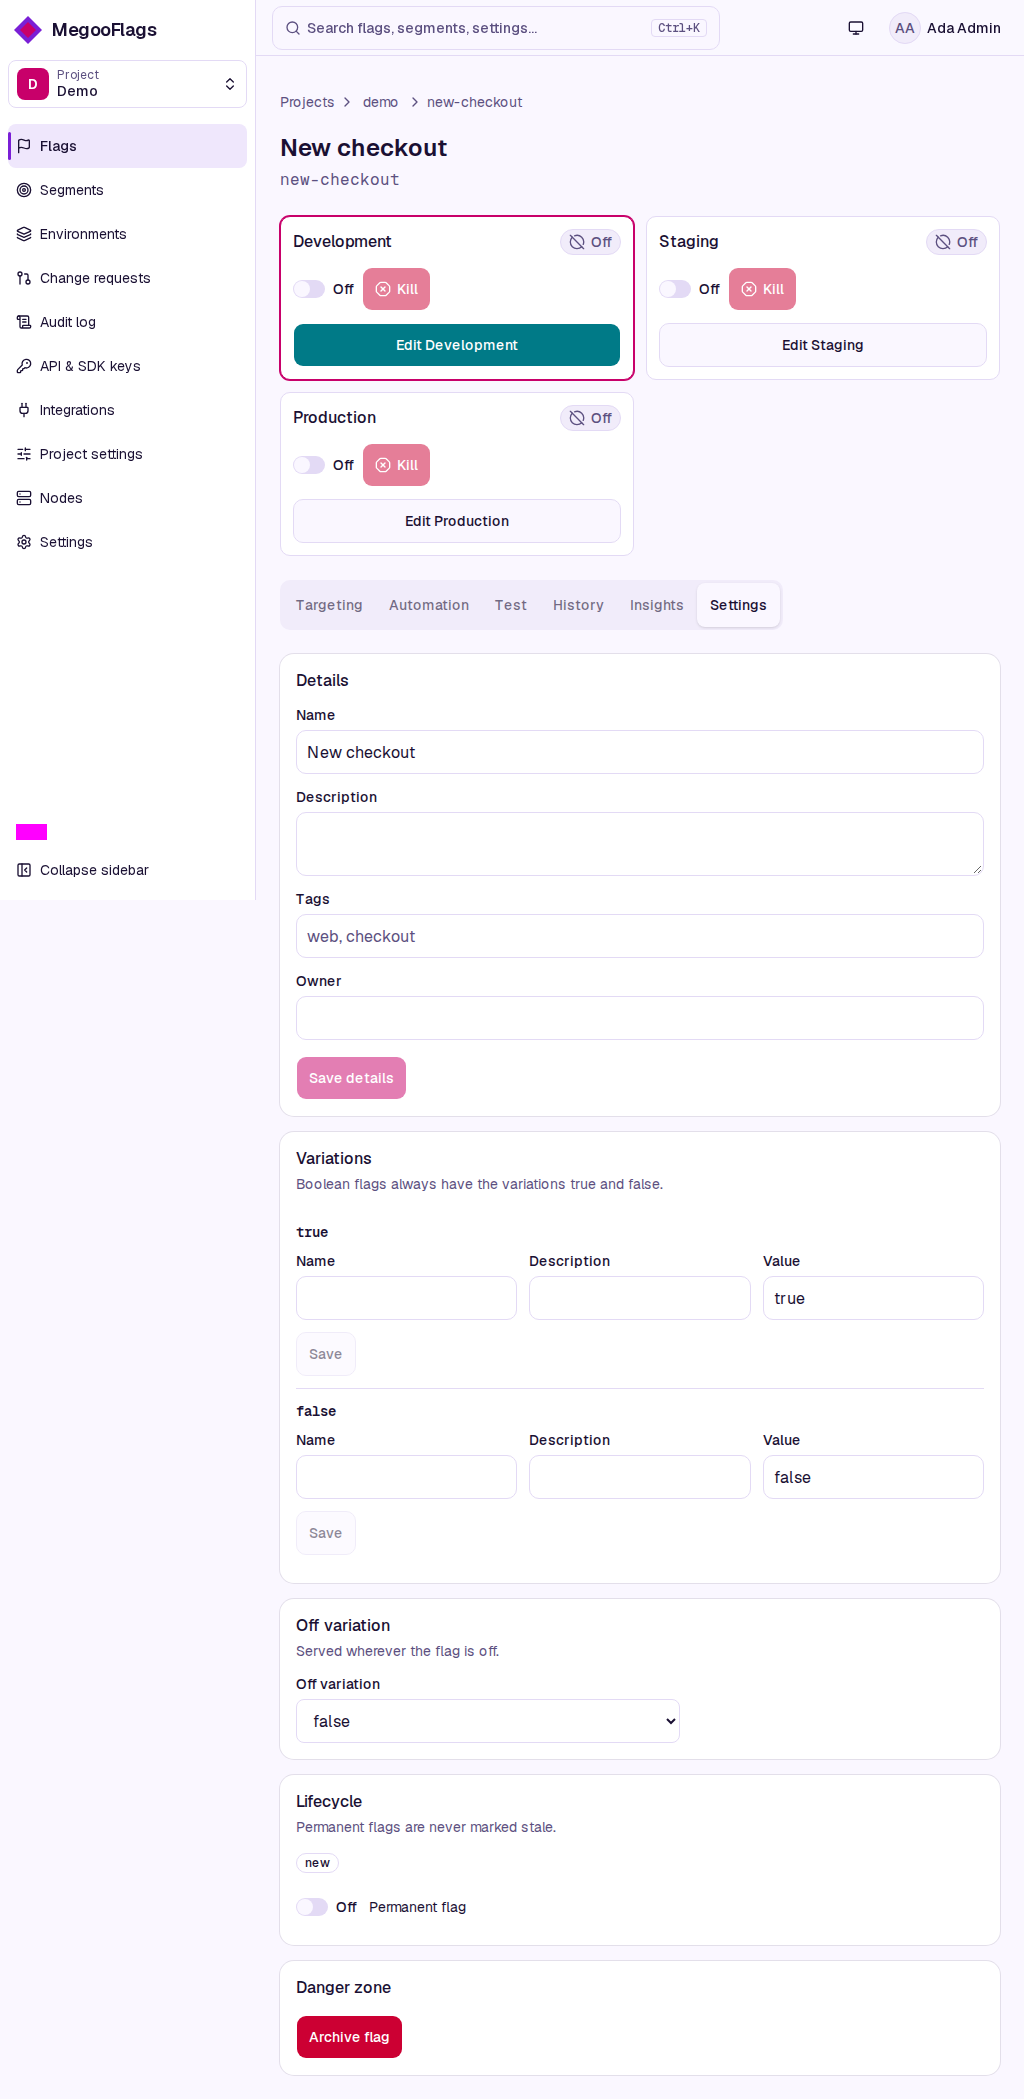 MegooFlags
Search flags, segments, settings...
Ctrl+K
AA
Ada Admin
D
Project
Demo
Flags
Segments
Environments
Change requests
Audit log
API & SDK keys
Integrations
Project settings
Nodes
Settings
Collapse sidebar
Projects
demo
new-checkout
New checkout
new-checkout
Development
Off
Off
Kill
Edit Development
Staging
Off
Off
Kill
Edit Staging
Production
Off
Off
Kill
Edit Production
Targeting
Automation
Test
History
Insights
Settings
Details
Name
New checkout
Description
Tags
web, checkout
Owner
Save details
Variations
Boolean flags always have the variations true and false.
true
Name
Description
Value
true
Save
false
Name
Description
Value
false
Save
Off variation
Served wherever the flag is off.
Off variation
false
Lifecycle
Permanent flags are never marked stale.
new
Off
Permanent flag
Danger zone
Archive flag